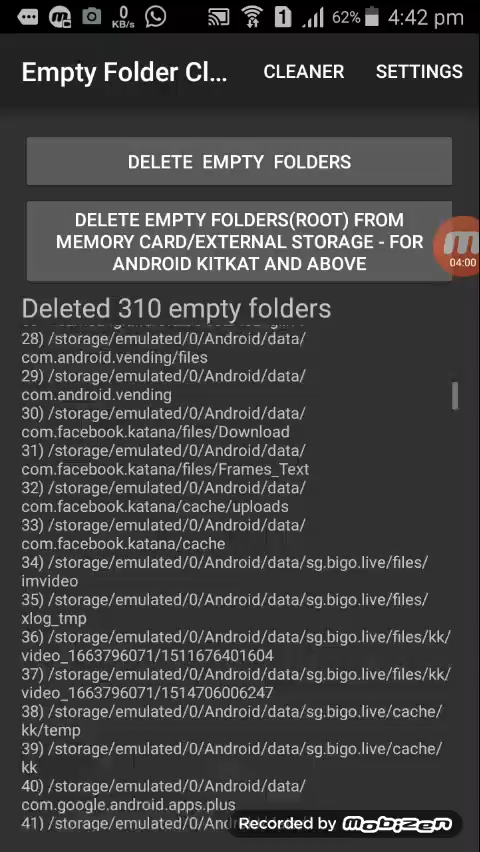 0
KB/s
1
62%
4:42 pm
Empty Folder Cl...
CLEANER
SETTINGS
DELETE EMPTY FOLDERS
DELETE EMPTY FOLDERS(ROOT) FROM
MEMORY CARD/EXTERNAL STORAGE - FOR
ANDROID KITKAT AND ABOVE
04:00
Deleted 310 empty folders
28) /storage/emulated/0/Android/data/
com.android.vending/files
29) /storage/emulated/0/Android/data/
com.android.vending
30) /storage/emulated/0/Android/data/
com.facebook.katana/files/Download
31) /storage/emulated/0/Android/data/
com.facebook.katana/files/Frames_Text
32) /storage/emulated/0/Android/data/
com.facebook.katana/cache/uploads
33) /storage/emulated/0/Android/data/
com.facebook.katana/cache
34) /storage/emulated/0/Android/data/sg.bigo.live/files/
imvideo
35) /storage/emulated/0/Android/data/sg.bigo.live/files/
xlog_tmp
36) /storage/emulated/0/Android/data/sg.bigo.live/files/kk/
video_1663796071/1511676401604
37) /storage/emulated/0/Android/data/sg.bigo.live/files/kk/
video_1663796071/1514706006247
38) /storage/emulated/0/Android/data/sg.bigo.live/cache/
kk/temp
39) /storage/emulated/0/Android/data/sg.bigo.live/cache/
kk
40) /storage/emulated/0/Android/data/
com.google.android.apps.plus
41) /storage/emulated/0/Android/data/
Recorded by Mobizen